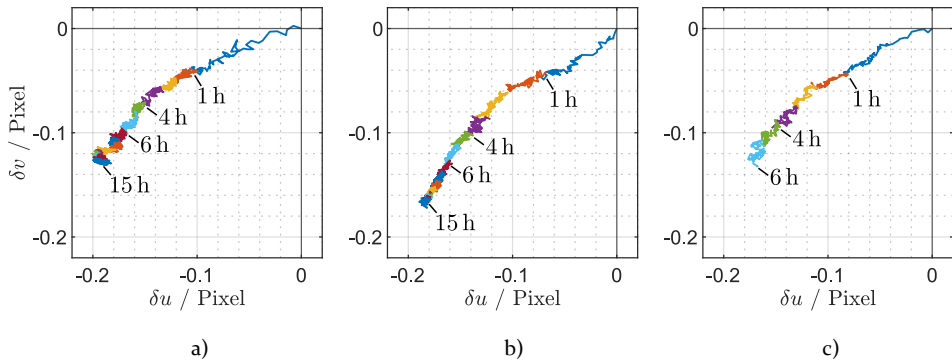 0
-0.1
-0.2
δv / Pixel
1 h
4 h
6 h
15 h
-0.2
-0.1
0
δu / Pixel
a)
0
-0.1
-0.2
1 h
4 h
6 h
15 h
-0.2
-0.1
0
δu / Pixel
b)
0
-0.1
-0.2
1 h
4 h
6 h
-0.2
-0.1
0
δu / Pixel
c)